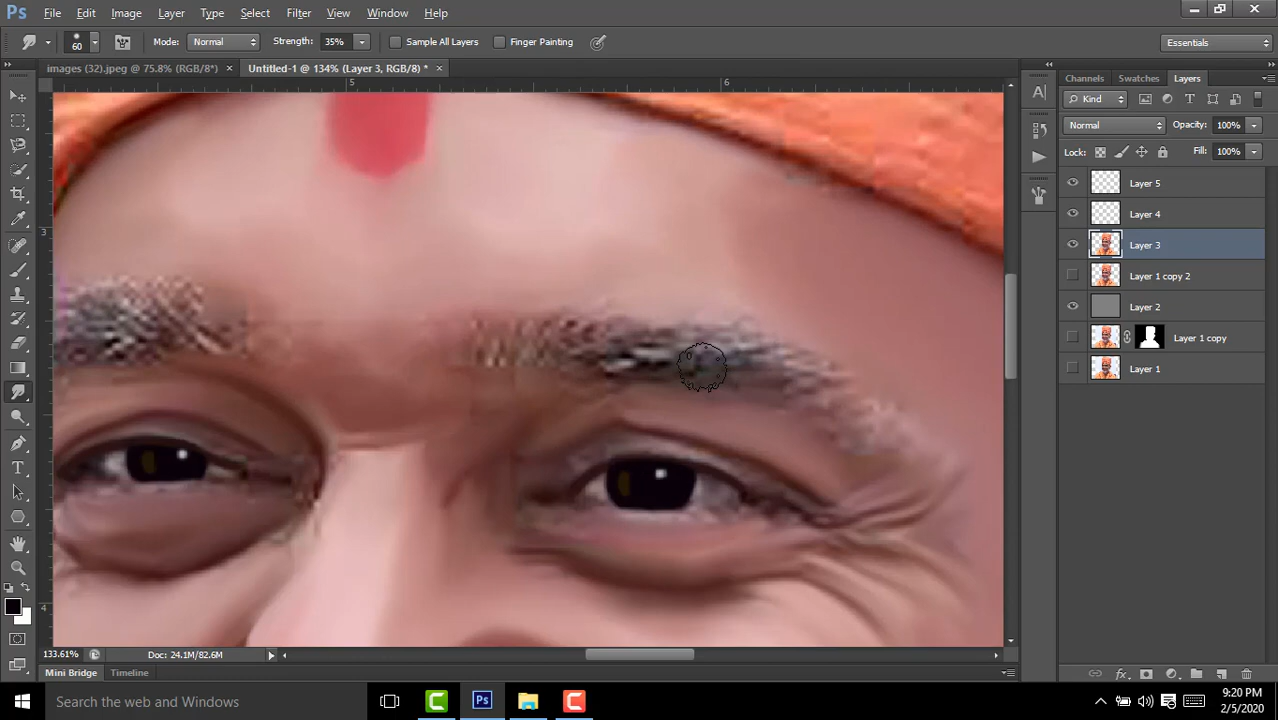 Ps File Edit Image Layer Type Select Filter View Window Help
60 Mode: Normal Strength: 35% Sample All Layers Finger Painting Essentials
images (32).jpeg @ 75.8% (RGB/8*) × Untitled-1 @ 134% (Layer 3, RGB/8) * ×
Channels Swatches Layers
5 6
Kind
Normal Opacity: 100%
Lock: Fill: 100%
Layer 5
Layer 4
3
Layer 3
Layer 1 copy 2
Layer 2
Layer 1 copy
Layer 1
4
133.61% Doc: 24.1M/82.6M
Mini Bridge Timeline
Search the web and Windows
9:20 PM
2/5/2020